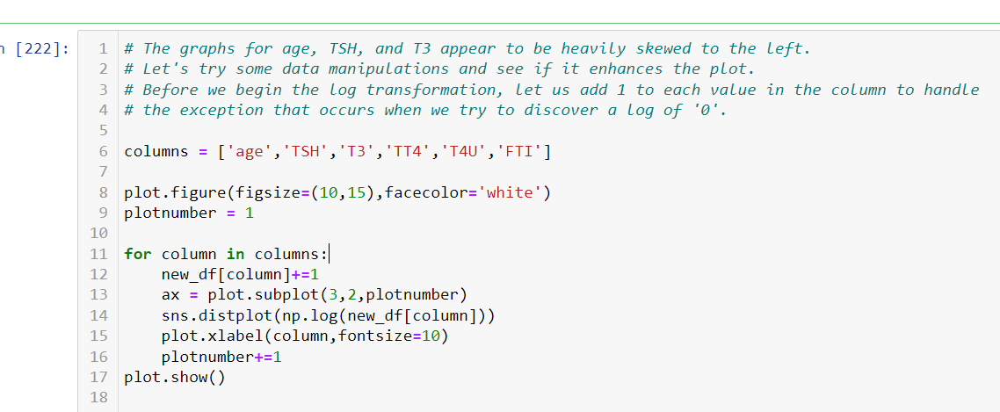 n [222]:
1 # The graphs for age, TSH, and T3 appear to be heavily skewed to the left.
2 # Let's try some data manipulations and see if it enhances the plot.
3 # Before we begin the log transformation, let us add 1 to each value in the column to handle
4 # the exception that occurs when we try to discover a log of '0'.
5
6 columns = ['age','TSH','T3','TT4','T4U','FTI']
7
8 plot.figure(figsize=(10,15),facecolor='white')
9 plotnumber = 1
10
11 for column in columns:
12     new_df[column]+=1
13     ax = plot.subplot(3,2,plotnumber)
14     sns.distplot(np.log(new_df[column]))
15     plot.xlabel(column,fontsize=10)
16     plotnumber+=1
17 plot.show()
18